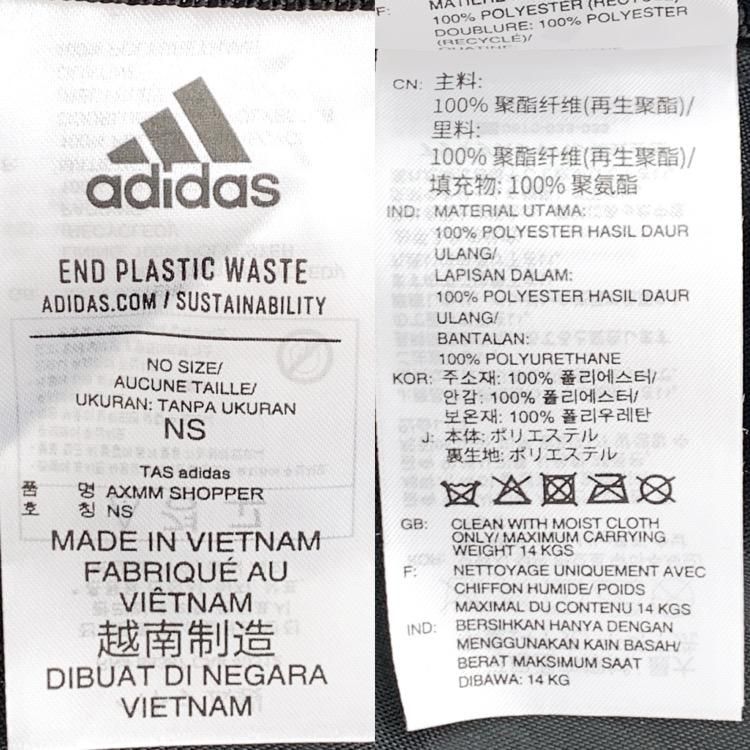 adidas
END PLASTIC WASTE
ADIDAS.COM / SUSTAINABILITY
NO SIZE/
AUCUNE TAILLE/
UKURAN: TANPA UKURAN
NS
TAS adidas
품 명 AXMM SHOPPER
호 칭 NS
MADE IN VIETNAM
FABRIQUÉ AU
VIÊTNAM
越南制造
DIBUAT DI NEGARA
VIETNAM
F: MATIÈRE
100% POLYESTER (RECYCLÉ)/
DOUBLURE: 100% POLYESTER
(RECYCLÉ)/
CN: 主料:
100% 聚酯纤维(再生聚酯)/
里料:
100% 聚酯纤维(再生聚酯)/
填充物: 100% 聚氨酯
IND: MATERIAL UTAMA:
100% POLYESTER HASIL DAUR
ULANG/
LAPISAN DALAM:
100% POLYESTER HASIL DAUR
ULANG/
BANTALAN:
100% POLYURETHANE
KOR: 주소재: 100% 폴리에스터/
안감: 100% 폴리에스터/
보온재: 100% 폴리우레탄
J: 本体: ポリエステル
裏生地: ポリエステル
GB: CLEAN WITH MOIST CLOTH
ONLY/ MAXIMUM CARRYING
WEIGHT 14 KGS
F: NETTOYAGE UNIQUEMENT AVEC
CHIFFON HUMIDE/ POIDS
MAXIMAL DU CONTENU 14 KGS
IND: BERSIHKAN HANYA DENGAN
MENGGUNAKAN KAIN BASAH/
BERAT MAKSIMUM SAAT
DIBAWA: 14 KG